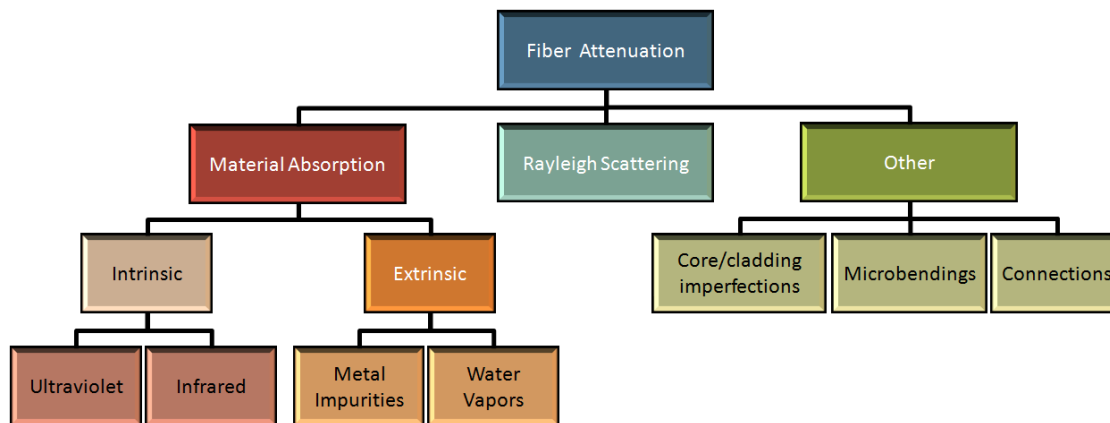 Fiber Attenuation
Material Absorption
Rayleigh Scattering
Other
Intrinsic
Extrinsic
Core/cladding
imperfections
Microbendings
Connections
Ultraviolet
Infrared
Metal
Impurities
Water
Vapors